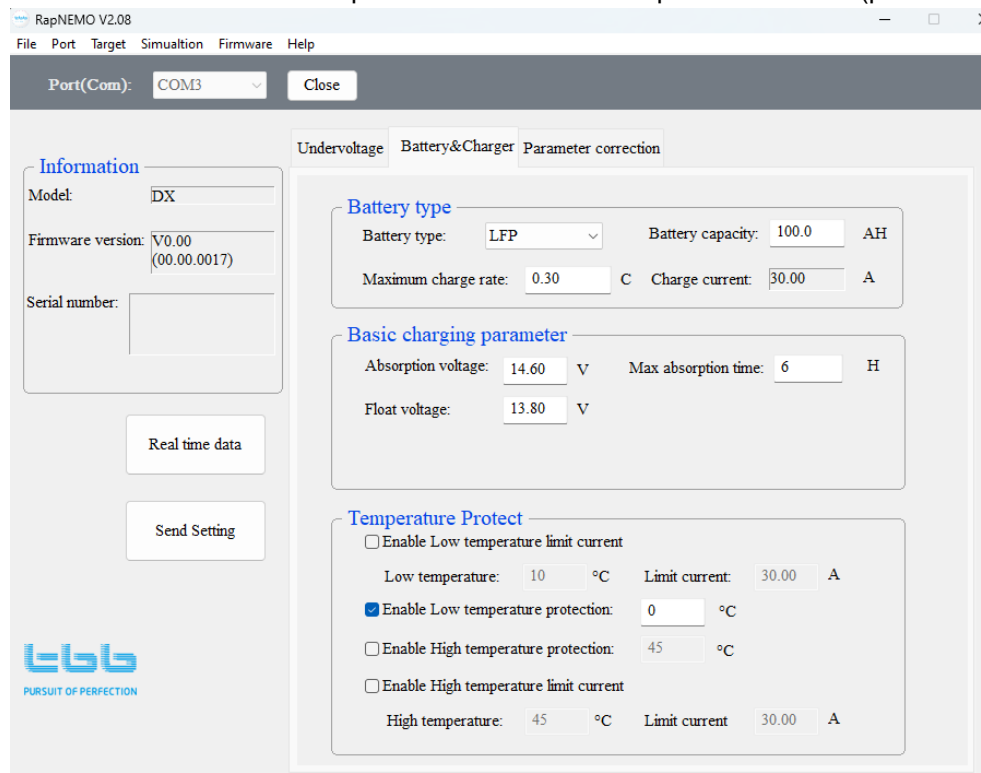 RapNEMO V2.08
File Port Target Simualtion Firmware Help
Port(Com): COM3 Close
Undervoltage Battery&Charger Parameter correction
Information
Model: DX
Firmware version: V0.00
(00.00.0017)
Serial number:
Real time data
Send Setting
tbb
PURSUIT OF PERFECTION
Battery type
Battery type: LFP Battery capacity: 100.0 AH
Maximum charge rate: 0.30 C Charge current: 30.00 A
Basic charging parameter
Absorption voltage: 14.60 V Max absorption time: 6 H
Float voltage: 13.80 V
Temperature Protect
Enable Low temperature limit current
Low temperature: 10 °C Limit current: 30.00 A
Enable Low temperature protection: 0 °C
Enable High temperature protection: 45 °C
Enable High temperature limit current
High temperature: 45 °C Limit current 30.00 A